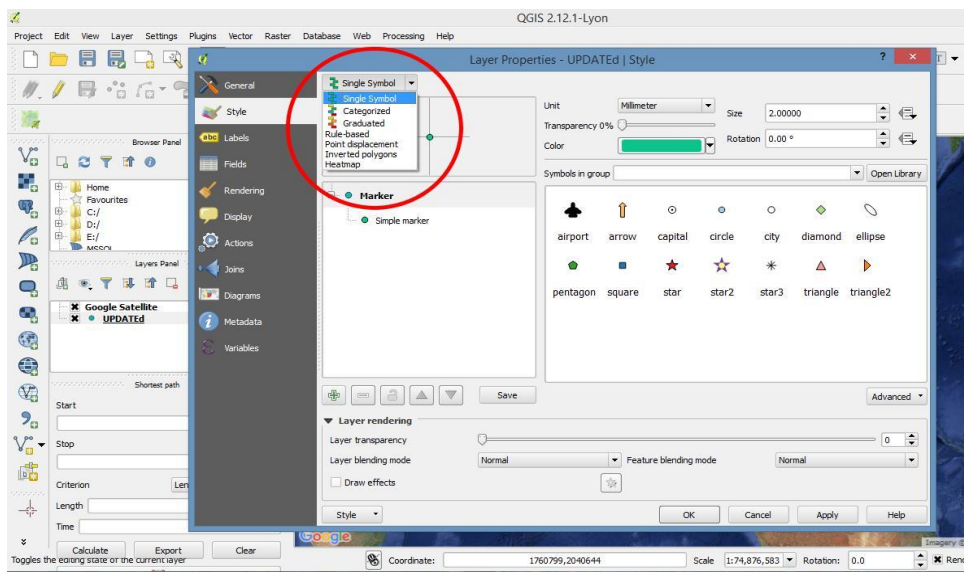 QGIS 2.12.1-Lyon
Project Edit View Layer Settings Plugins Vector Raster Database Web Processing Help
Layer Properties - UPDATEd | Style
? ×
General
Style
Labels
Fields
Rendering
Display
Actions
Joins
Diagrams
Metadata
Variables
abc
Single Symbol
Single Symbol
Categorized
Graduated
Rule-based
Point displacement
Inverted polygons
Heatmap
Unit Millimeter
Size 2.00000
Transparency 0%
Rotation 0.00 °
Color
Symbols in group
Open Library
Marker
Simple marker
airport arrow capital circle city diamond ellipse
pentagon square star star2 star3 triangle triangle2
Save
Advanced
Layer rendering
Layer transparency 0
Layer blending mode Normal Feature blending mode Normal
Draw effects
Style OK Cancel Apply Help
Browser Panel
Home
Favourites
C:/
D:/
E:/
MSSQL
Layers Panel
Google Satellite
UPDATEd
Shortest path
Start
Stop
Criterion Len
Length
Time
Calculate Export Clear
Google
Imagery ©
Toggles the editing state of the current layer
Coordinate: 1760799,2040644 Scale 1:74,876,583 Rotation: 0.0 Rend